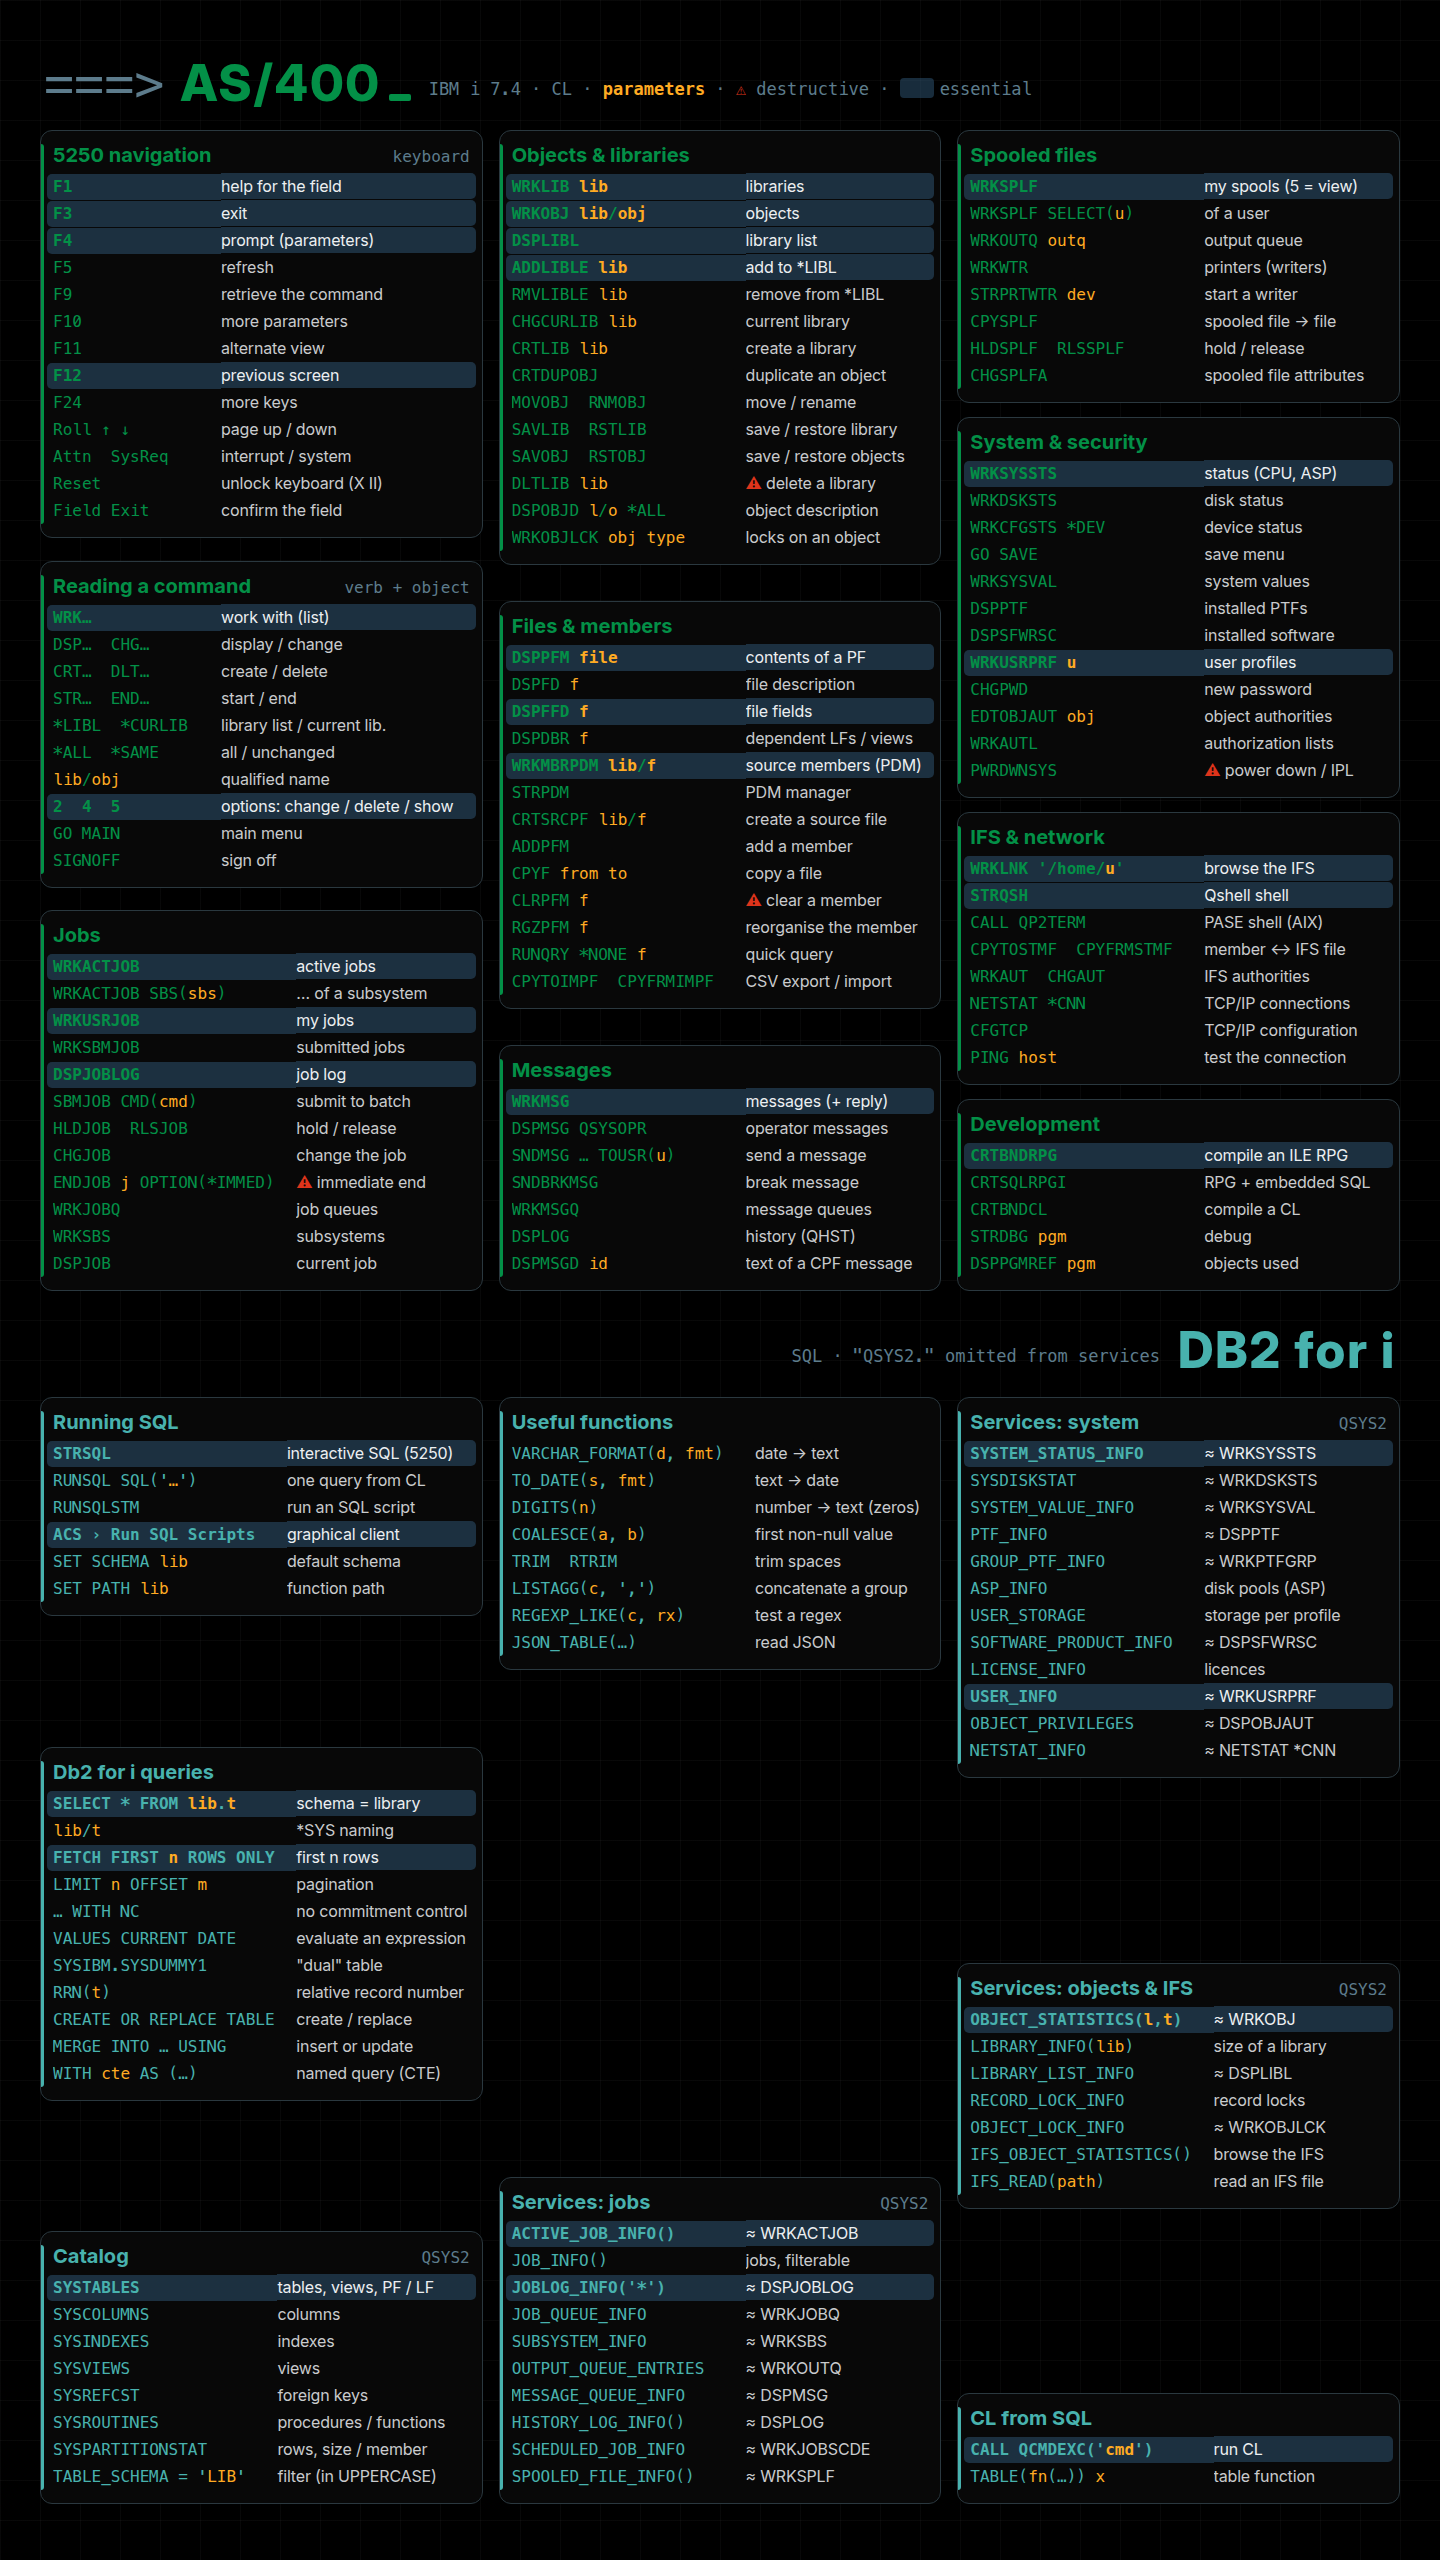 ===> AS/400_ IBM i 7.4 · CL · parameters · ⚠ destructive · essential
5250 navigation keyboard
F1 help for the field
F3 exit
F4 prompt (parameters)
F5 refresh
F9 retrieve the command
F10 more parameters
F11 alternate view
F12 previous screen
F24 more keys
Roll ↑ ↓ page up / down
Attn SysReq interrupt / system
Reset unlock keyboard (X II)
Field Exit confirm the field
Reading a command verb + object
WRK… work with (list)
DSP… CHG… display / change
CRT… DLT… create / delete
STR… END… start / end
*LIBL *CURLIB library list / current lib.
*ALL *SAME all / unchanged
lib/obj qualified name
2 4 5 options: change / delete / show
GO MAIN main menu
SIGNOFF sign off
Jobs
WRKACTJOB active jobs
WRKACTJOB SBS(sbs) … of a subsystem
WRKUSRJOB my jobs
WRKSBMJOB submitted jobs
DSPJOBLOG job log
SBMJOB CMD(cmd) submit to batch
HLDJOB RLSJOB hold / release
CHGJOB change the job
ENDJOB j OPTION(*IMMED) ⚠ immediate end
WRKJOBQ job queues
WRKSBS subsystems
DSPJOB current job
Objects & libraries
WRKLIB lib libraries
WRKOBJ lib/obj objects
DSPLIBL library list
ADDLIBLE lib add to *LIBL
RMVLIBLE lib remove from *LIBL
CHGCURLIB lib current library
CRTLIB lib create a library
CRTDUPOBJ duplicate an object
MOVOBJ RNMOBJ move / rename
SAVLIB RSTLIB save / restore library
SAVOBJ RSTOBJ save / restore objects
DLTLIB lib ⚠ delete a library
DSPOBJD l/o *ALL object description
WRKOBJLCK obj type locks on an object
Files & members
DSPPFM file contents of a PF
DSPFD f file description
DSPFFD f file fields
DSPDBR f dependent LFs / views
WRKMBRPDM lib/f source members (PDM)
STRPDM PDM manager
CRTSRCPF lib/f create a source file
ADDPFM add a member
CPYF from to copy a file
CLRPFM f ⚠ clear a member
RGZPFM f reorganise the member
RUNQRY *NONE f quick query
CPYTOIMPF CPYFRMIMPF CSV export / import
Messages
WRKMSG messages (+ reply)
DSPMSG QSYSOPR operator messages
SNDMSG … TOUSR(u) send a message
SNDBRKMSG break message
WRKMSGQ message queues
DSPLOG history (QHST)
DSPMSGD id text of a CPF message
Spooled files
WRKSPLF my spools (5 = view)
WRKSPLF SELECT(u) of a user
WRKOUTQ outq output queue
WRKWTR printers (writers)
STRPRTWTR dev start a writer
CPYSPLF spooled file → file
HLDSPLF RLSSPLF hold / release
CHGSPLFA spooled file attributes
System & security
WRKSYSSTS status (CPU, ASP)
WRKDSKSTS disk status
WRKCFGSTS *DEV device status
GO SAVE save menu
WRKSYSVAL system values
DSPPTF installed PTFs
DSPSFWRSC installed software
WRKUSRPRF u user profiles
CHGPWD new password
EDTOBJAUT obj object authorities
WRKAUTL authorization lists
PWRDWNSYS ⚠ power down / IPL
IFS & network
WRKLNK '/home/u' browse the IFS
STRQSH Qshell shell
CALL QP2TERM PASE shell (AIX)
CPYTOSTMF CPYFRMSTMF member ↔ IFS file
WRKAUT CHGAUT IFS authorities
NETSTAT *CNN TCP/IP connections
CFGTCP TCP/IP configuration
PING host test the connection
Development
CRTBNDRPG compile an ILE RPG
CRTSQLRPGI RPG + embedded SQL
CRTBNDCL compile a CL
STRDBG pgm debug
DSPPGMREF pgm objects used
SQL · "QSYS2." omitted from services DB2 for i
Running SQL
STRSQL interactive SQL (5250)
RUNSQL SQL('…') one query from CL
RUNSQLSTM run an SQL script
ACS › Run SQL Scripts graphical client
SET SCHEMA lib default schema
SET PATH lib function path
Db2 for i queries
SELECT * FROM lib.t schema = library
lib/t *SYS naming
FETCH FIRST n ROWS ONLY first n rows
LIMIT n OFFSET m pagination
… WITH NC no commitment control
VALUES CURRENT DATE evaluate an expression
SYSIBM.SYSDUMMY1 "dual" table
RRN(t) relative record number
CREATE OR REPLACE TABLE create / replace
MERGE INTO … USING insert or update
WITH cte AS (…) named query (CTE)
Catalog QSYS2
SYSTABLES tables, views, PF / LF
SYSCOLUMNS columns
SYSINDEXES indexes
SYSVIEWS views
SYSREFCST foreign keys
SYSROUTINES procedures / functions
SYSPARTITIONSTAT rows, size / member
TABLE_SCHEMA = 'LIB' filter (in UPPERCASE)
Useful functions
VARCHAR_FORMAT(d, fmt) date → text
TO_DATE(s, fmt) text → date
DIGITS(n) number → text (zeros)
COALESCE(a, b) first non-null value
TRIM RTRIM trim spaces
LISTAGG(c, ',') concatenate a group
REGEXP_LIKE(c, rx) test a regex
JSON_TABLE(…) read JSON
Services: jobs QSYS2
ACTIVE_JOB_INFO() ≈ WRKACTJOB
JOB_INFO() jobs, filterable
JOBLOG_INFO('*') ≈ DSPJOBLOG
JOB_QUEUE_INFO ≈ WRKJOBQ
SUBSYSTEM_INFO ≈ WRKSBS
OUTPUT_QUEUE_ENTRIES ≈ WRKOUTQ
MESSAGE_QUEUE_INFO ≈ DSPMSG
HISTORY_LOG_INFO() ≈ DSPLOG
SCHEDULED_JOB_INFO ≈ WRKJOBSCDE
SPOOLED_FILE_INFO() ≈ WRKSPLF
Services: system QSYS2
SYSTEM_STATUS_INFO ≈ WRKSYSSTS
SYSDISKSTAT ≈ WRKDSKSTS
SYSTEM_VALUE_INFO ≈ WRKSYSVAL
PTF_INFO ≈ DSPPTF
GROUP_PTF_INFO ≈ WRKPTFGRP
ASP_INFO disk pools (ASP)
USER_STORAGE storage per profile
SOFTWARE_PRODUCT_INFO ≈ DSPSFWRSC
LICENSE_INFO licences
USER_INFO ≈ WRKUSRPRF
OBJECT_PRIVILEGES ≈ DSPOBJAUT
NETSTAT_INFO ≈ NETSTAT *CNN
Services: objects & IFS QSYS2
OBJECT_STATISTICS(l,t) ≈ WRKOBJ
LIBRARY_INFO(lib) size of a library
LIBRARY_LIST_INFO ≈ DSPLIBL
RECORD_LOCK_INFO record locks
OBJECT_LOCK_INFO ≈ WRKOBJLCK
IFS_OBJECT_STATISTICS() browse the IFS
IFS_READ(path) read an IFS file
CL from SQL
CALL QCMDEXC('cmd') run CL
TABLE(fn(…)) x table function